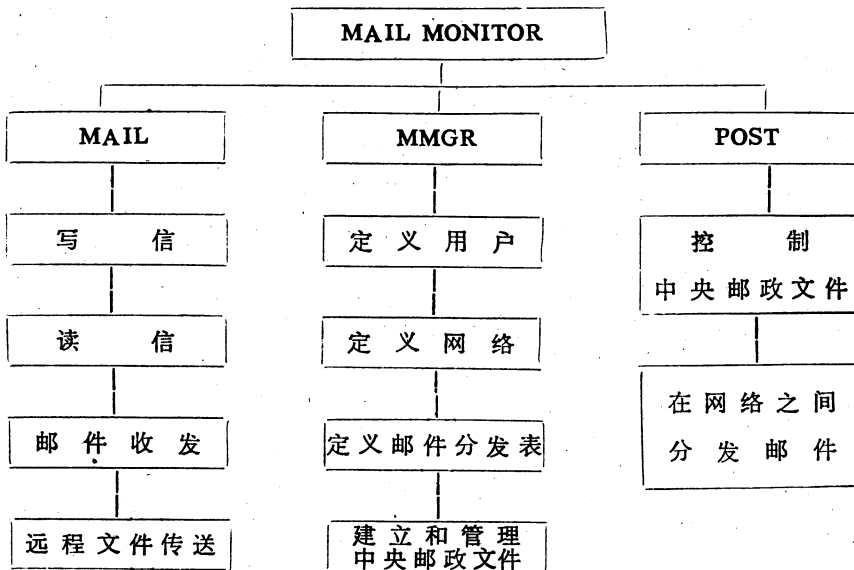 MAIL MONITOR
MAIL
MMGR
POST
写信
定义用户
控制
中央邮政文件
读信
定义网络
在网络之间
分发邮件
邮件收发
定义邮件分发表
远程文件传送
建立和管理
中央邮政文件